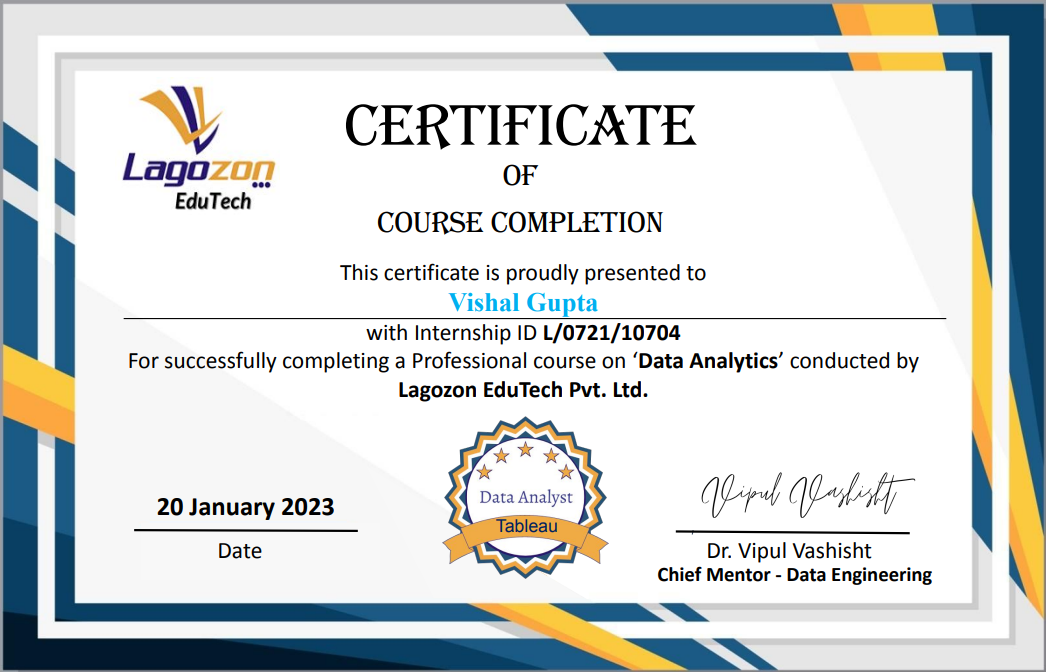 Lagozon
EduTech
CERTIFICATE
OF
COURSE COMPLETION
This certificate is proudly presented to
Vishal Gupta
with Internship ID L/0721/10704
For successfully completing a Professional course on ‘Data Analytics’ conducted by
Lagozon EduTech Pvt. Ltd.
Data Analyst
Tableau
20 January 2023
Date
Vipul Vashisht
Dr. Vipul Vashisht
Chief Mentor - Data Engineering